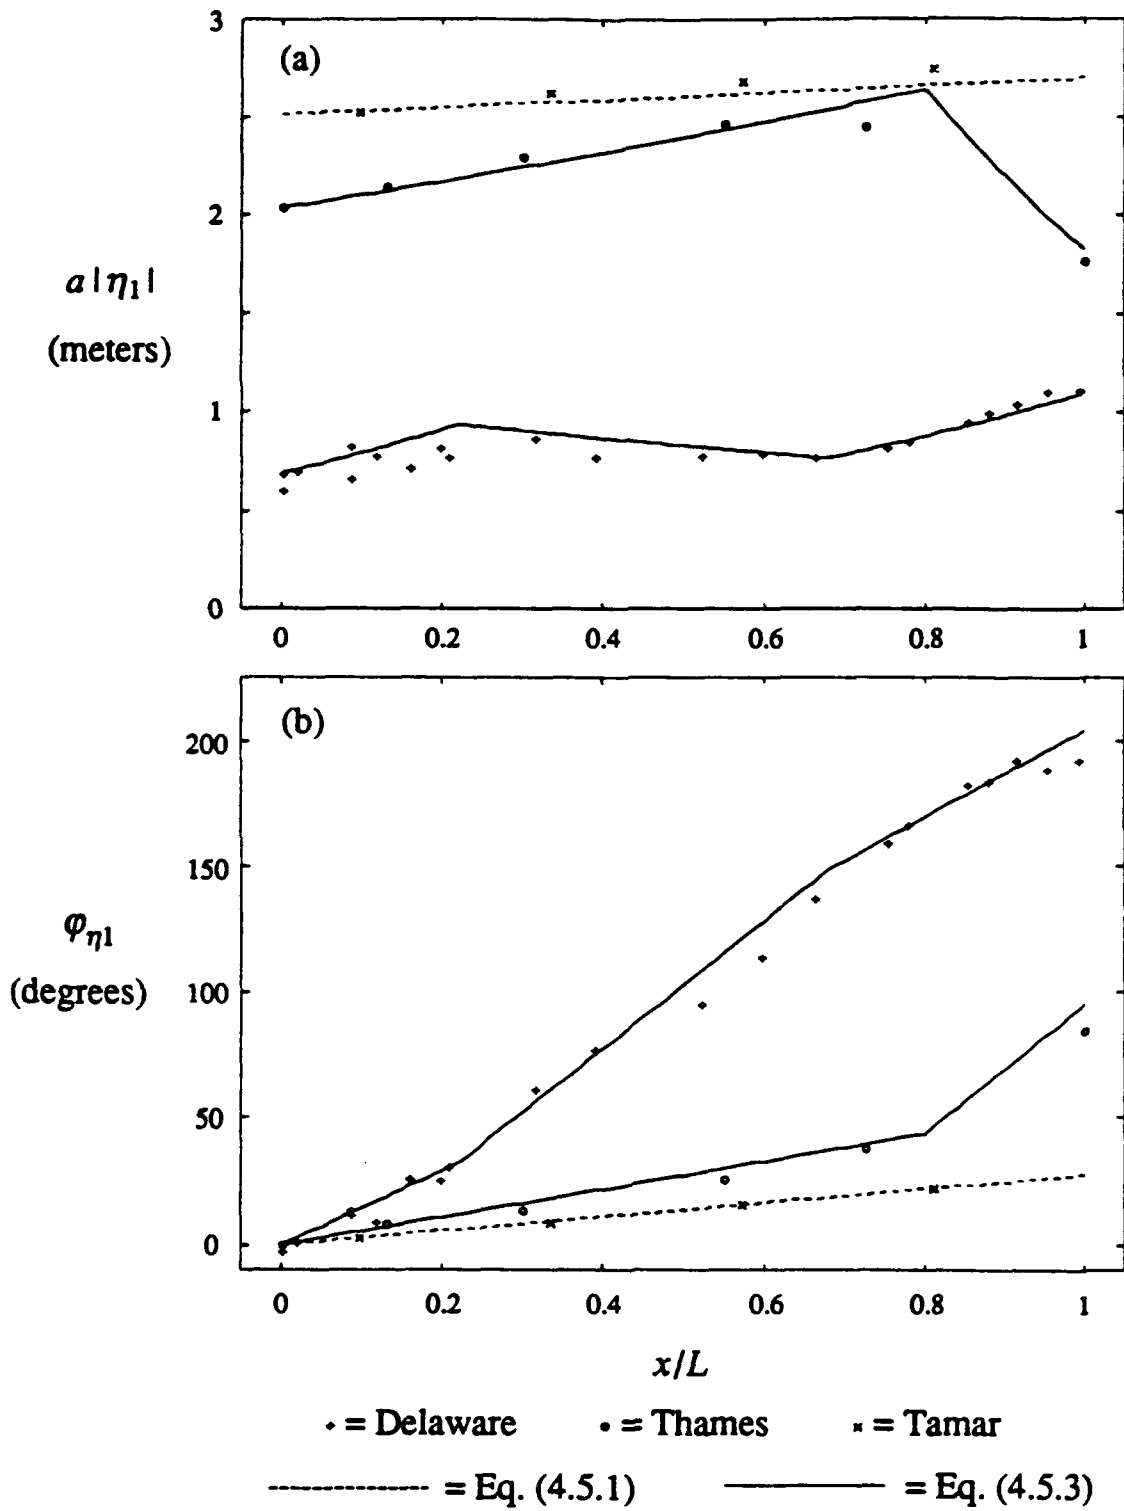 (a)
3
2
1
0
a|η₁|
(meters)
0 0.2 0.4 0.6 0.8 1
(b)
200
150
100
50
0
φη1
(degrees)
0 0.2 0.4 0.6 0.8 1
x/L
+ = Delaware • = Thames × = Tamar
-------- = Eq. (4.5.1) ——— = Eq. (4.5.3)